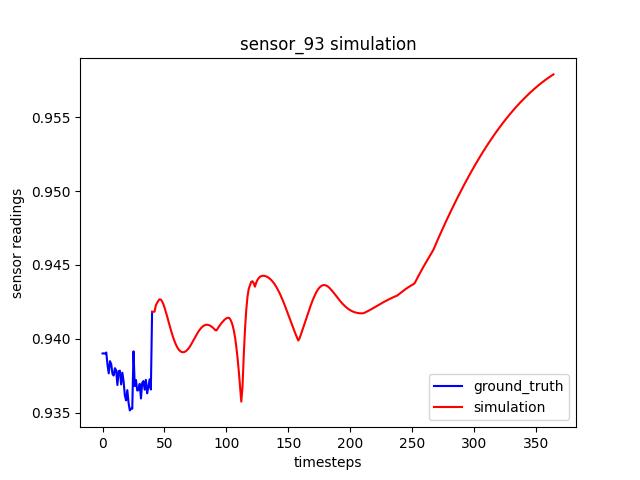 sensor_93 simulation
sensor readings
0.955
0.950
0.945
0.940
0.935
0 50 100 150 200 250 300 350
timesteps
ground_truth
simulation